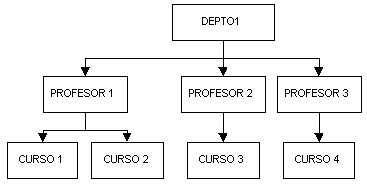 DEPTO1
PROFESOR 1
PROFESOR 2
PROFESOR 3
CURSO 1
CURSO 2
CURSO 3
CURSO 4